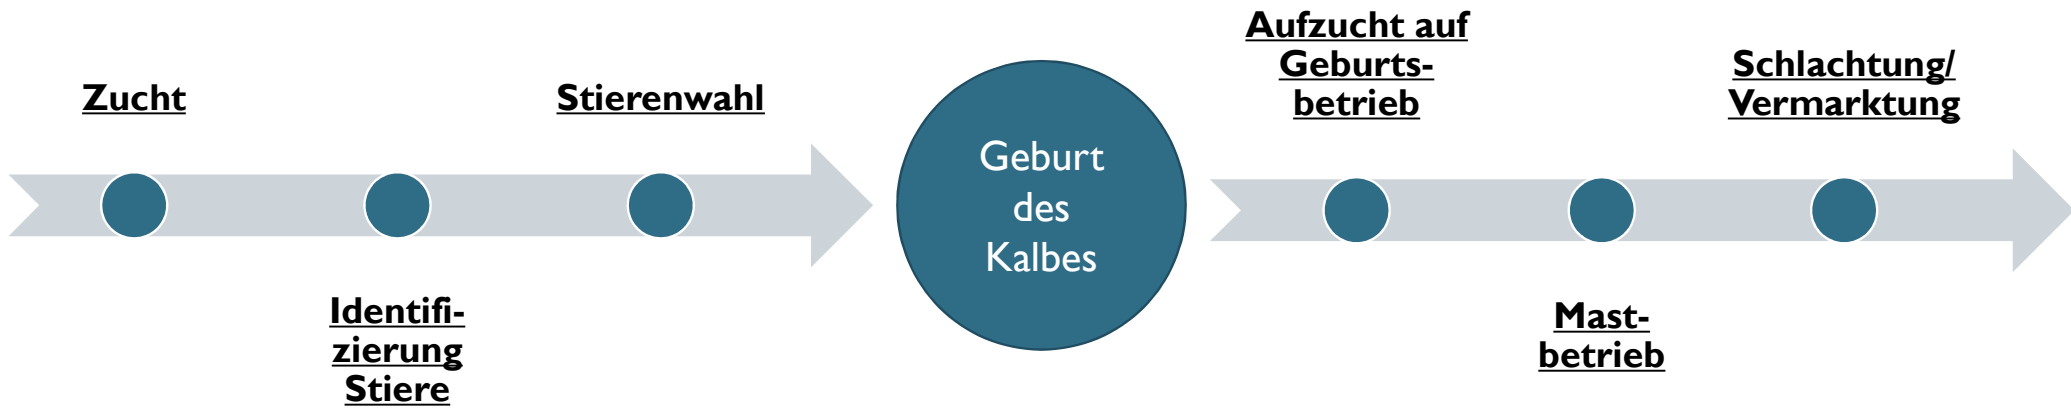 Zucht
Identifi-
zierung
Stiere
Stierenwahl
Geburt
des
Kalbes
Aufzucht auf
Geburts-
betrieb
Mast-
betrieb
Schlachtung/
Vermarktung